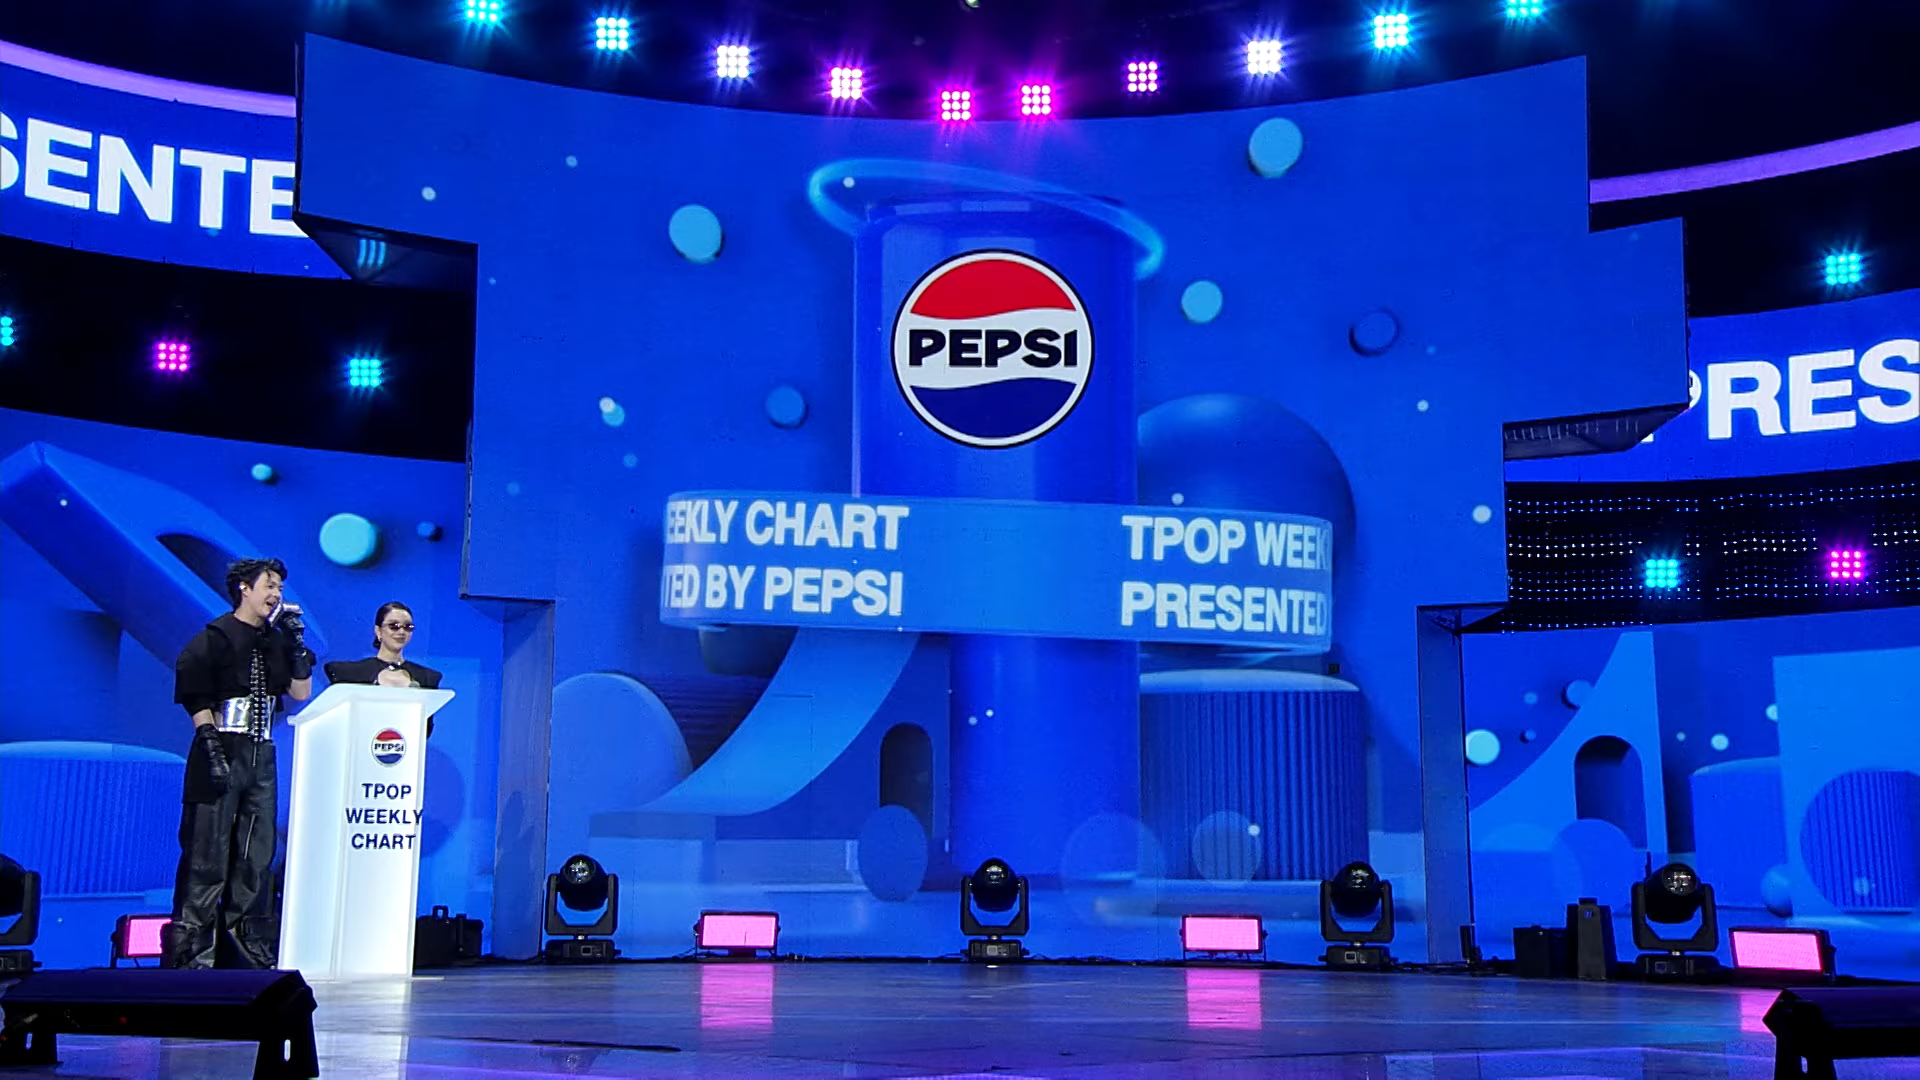 SENTE
PEPSI
PRES
EEKLY CHART
TED BY PEPSI
TPOP WEEK
PRESENTED
PEPSI
TPOP
WEEKLY
CHART